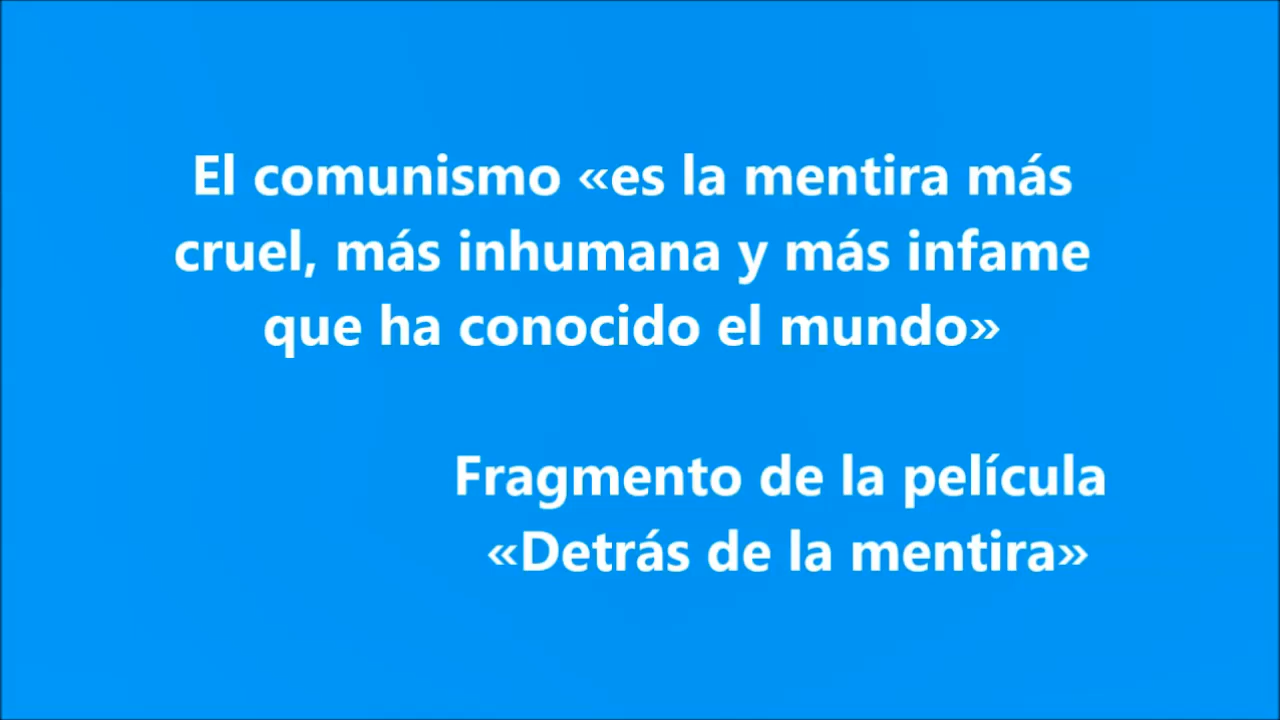 El comunismo «es la mentira más
cruel, más inhumana y más infame
que ha conocido el mundo»
Fragmento de la película
«Detrás de la mentira»